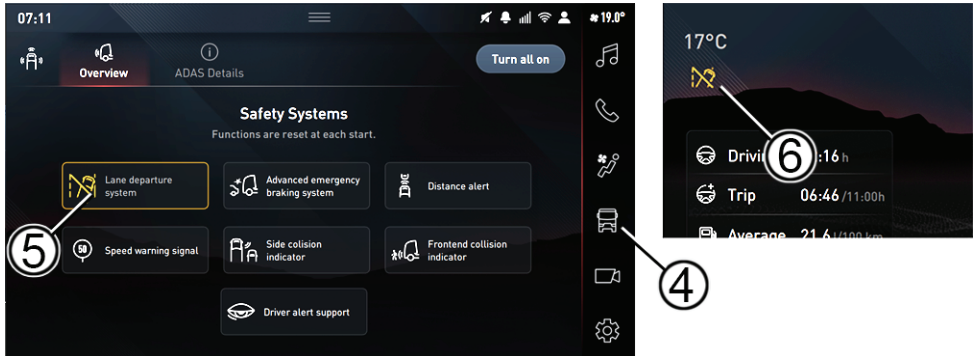 07:11
19.0°
Overview
ADAS Details
Turn all on
Safety Systems
Functions are reset at each start.
Lane departure
system
Advanced emergency
braking system
Distance alert
50
Speed warning signal
Side colision
indicator
Frontend collision
indicator
Driver alert support
5
4
17°C
6
:16 h
Trip 06:46 /11:00h
Average 21.6 l/100 km